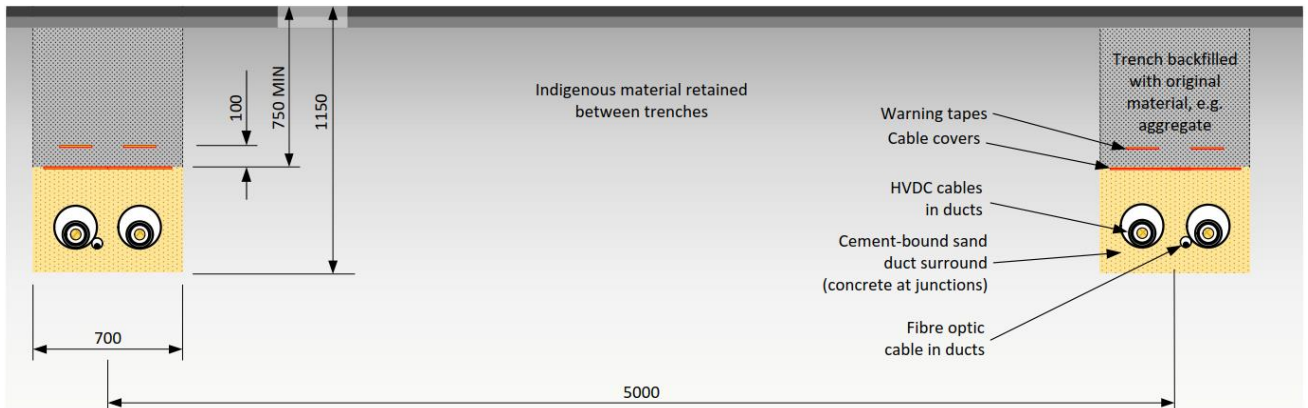 100
750 MIN
1150
Indigenous material retained
between trenches
Trench backfilled
with original
material, e.g.
aggregate
Warning tapes
Cable covers
HVDC cables
in ducts
Cement-bound sand
duct surround
(concrete at junctions)
Fibre optic
cable in ducts
700
5000